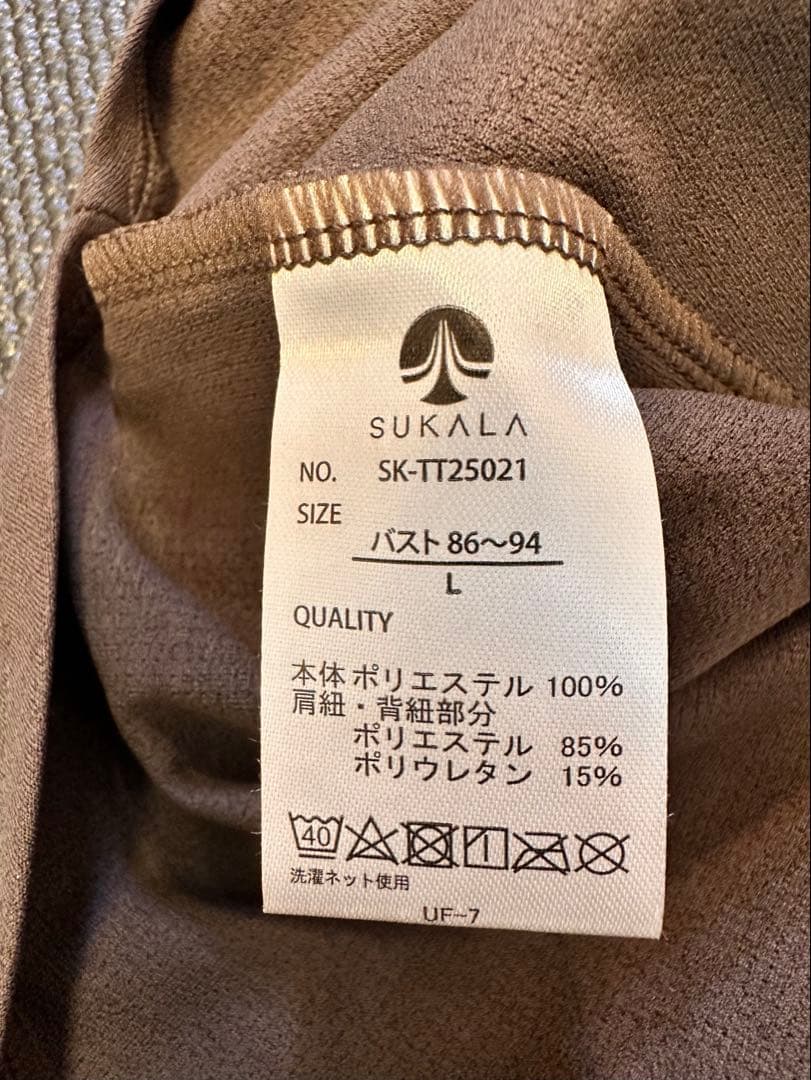 SUKALA
NO. SK-TT25021
SIZE
バスト 86～94
L
QUALITY
本体 ポリエステル 100%
肩紐・背紐部分
ポリエステル 85%
ポリウレタン 15%
40
洗濯ネット使用
UF-7